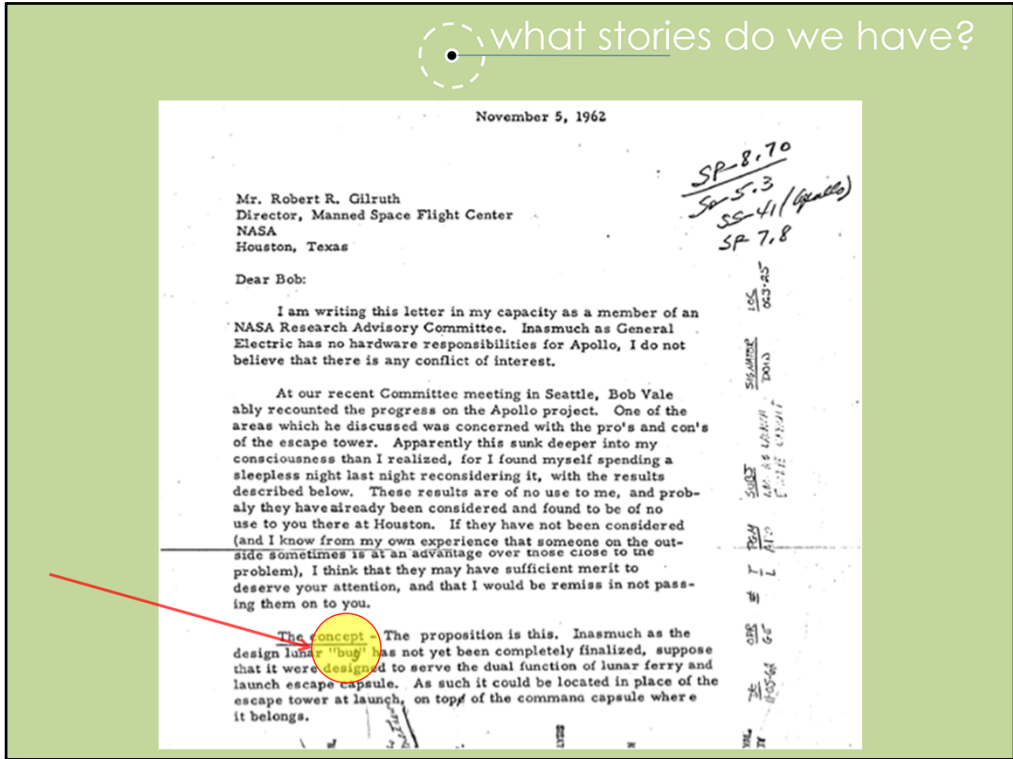 what stories do we have?
November 5, 1962
SP-8.70
5.3
SS-41/
SP 7.8
Mr. Robert R. Gilruth
Director, Manned Space Flight Center
NASA
Houston, Texas
Dear Bob:
I am writing this letter in my capacity as a member of an
NASA Research Advisory Committee. Inasmuch as General
Electric has no hardware responsibilities for Apollo, I do not
believe that there is any conflict of interest.
At our recent Committee meeting in Seattle, Bob Vale
ably recounted the progress on the Apollo project. One of the
areas which he discussed was concerned with the pro's and con's
of the escape tower. Apparently this sunk deeper into my
consciousness than I realized, for I found myself spending a
sleepless night last night reconsidering it, with the results
described below. These results are of no use to me, and prob-
aly they have already been considered and found to be of no
use to you there at Houston. If they have not been considered
(and I know from my own experience that someone on the out-
side sometimes is at an advantage over those close to the
problem), I think that they may have sufficient merit to
deserve your attention, and that I would be remiss in not pass-
ing them on to you.
The concept - The proposition is this. Inasmuch as the
design lunar "bug" has not yet been completely finalized, suppose
that it were designed to serve the dual function of lunar ferry and
launch escape capsule. As such it could be located in place of the
escape tower at launch, on top of the command capsule where
it belongs.
LOC
063-25
SIGNATOR
SUBJ
PGM
OPR
GE